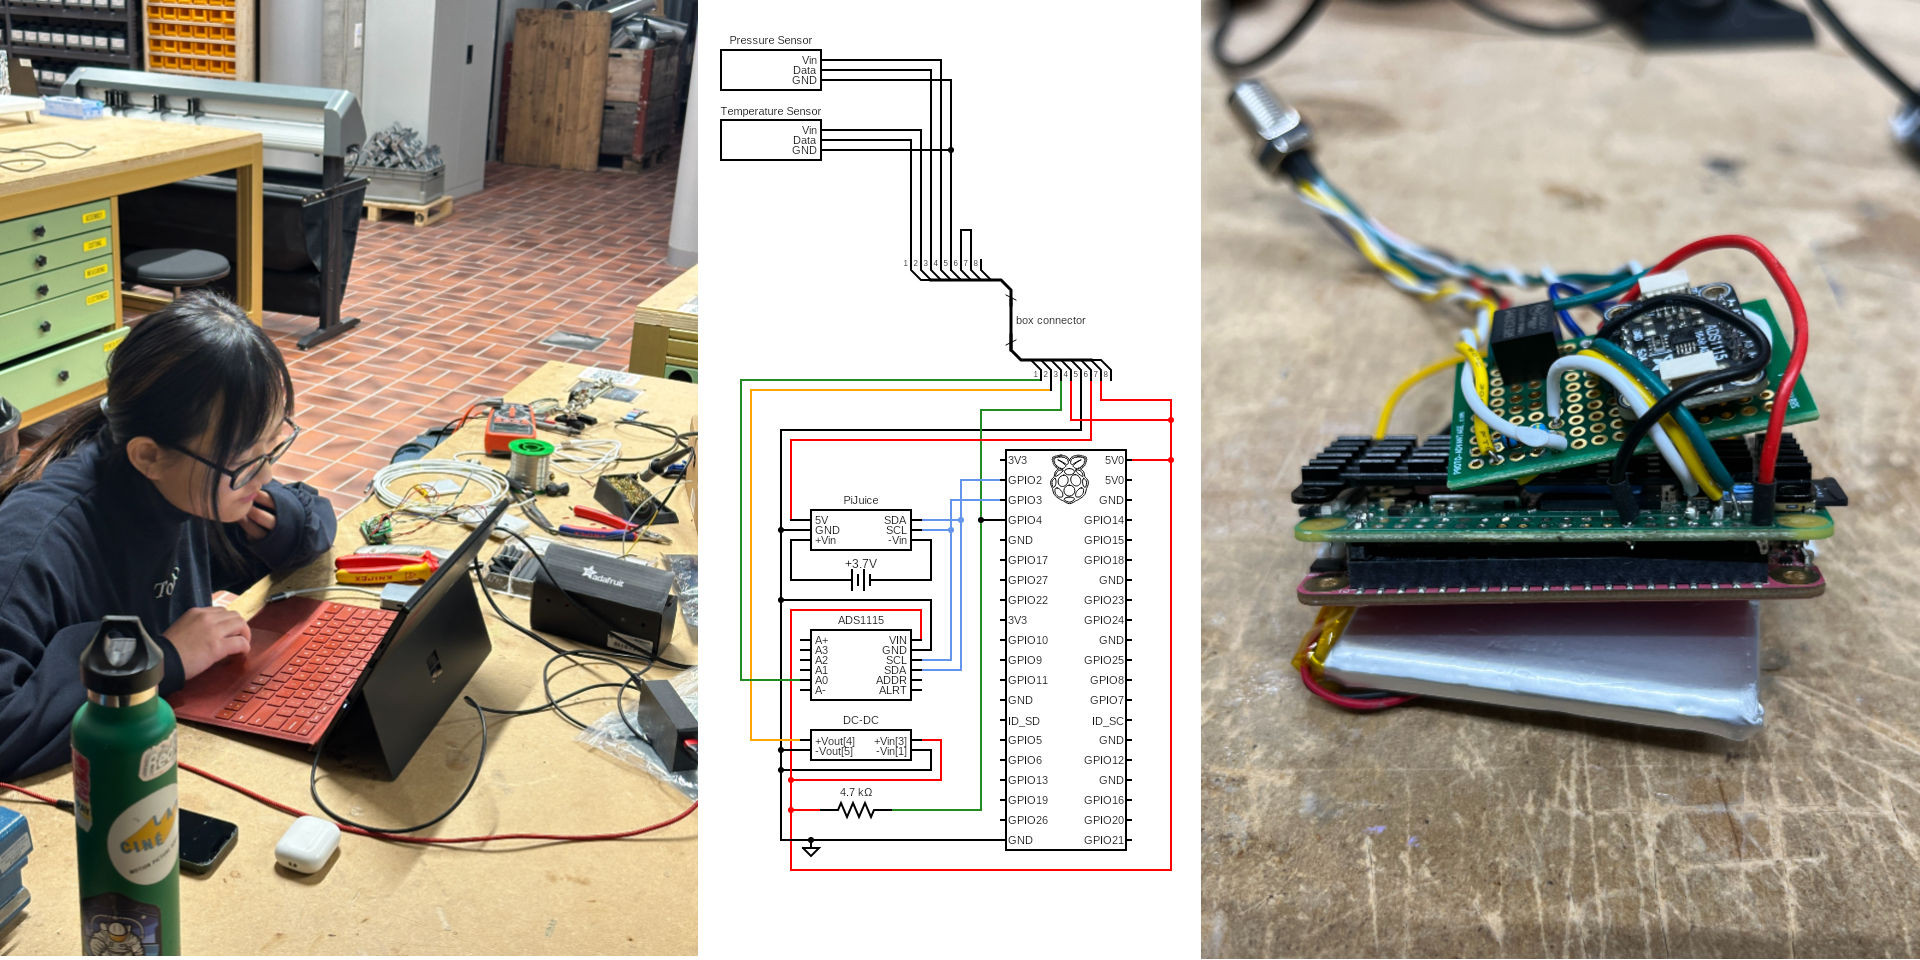 Pressure Sensor
Vin
Data
GND
Temperature Sensor
Vin
Data
GND
1 2 3 4 5 6 7 8
box connector
1 2 3 4 5 6 7 8
PiJuice
5V SDA
GND SCL
+Vin -Vin
+3.7V
ADS1115
A+ VIN
A3 GND
A2 SCL
A1 SDA
A0 ADDR
A- ALRT
DC-DC
+Vout[4] +Vin[3]
-Vout[5] -Vin[1]
4.7 kΩ
3V3 5V0
GPIO2 5V0
GPIO3 GND
GPIO4 GPIO14
GND GPIO15
GPIO17 GPIO18
GPIO27 GND
GPIO22 GPIO23
3V3 GPIO24
GPIO10 GND
GPIO9 GPIO25
GPIO11 GPIO8
GND GPIO7
ID_SD ID_SC
GPIO5 GND
GPIO6 GPIO12
GPIO13 GND
GPIO19 GPIO16
GPIO26 GPIO20
GND GPIO21
adafruit
KNIPEX
LA
CINÉ